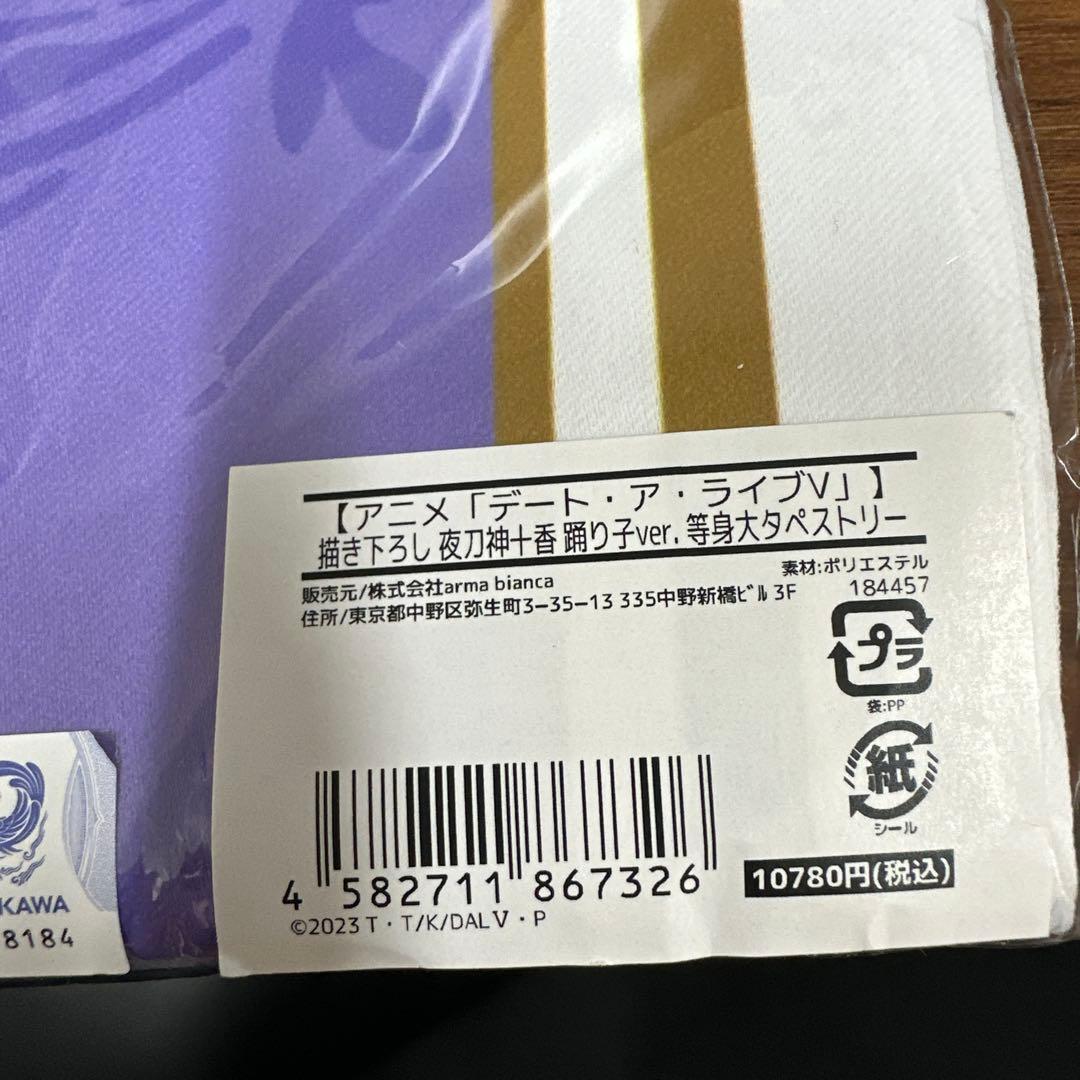 【アニメ「デート・ア・ライブV」】
描き下ろし 夜刀神十香 踊り子ver. 等身大タペストリー
販売元/株式会社arma bianca
素材:ポリエステル
住所/東京都中野区弥生町3-35-13 335中野新橋ﾋﾞﾙ 3F
184457
プラ
袋:PP
紙
シール
4 582711 867326
10780円(税込)
©2023 T・T/K/DALⅤ・P
KAWA
8184